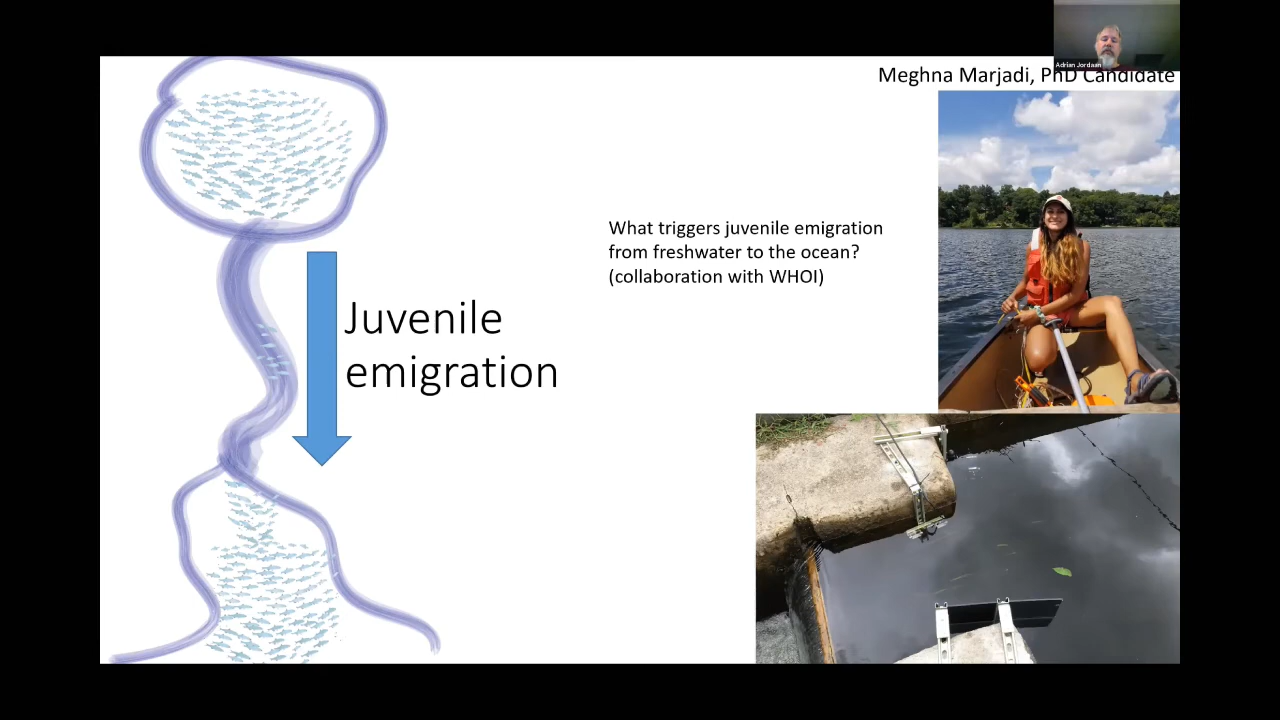 Adrian Jordaan
Meghna Marjadi, PhD Candidate
What triggers juvenile emigration
from freshwater to the ocean?
(collaboration with WHOI)
Juvenile
emigration